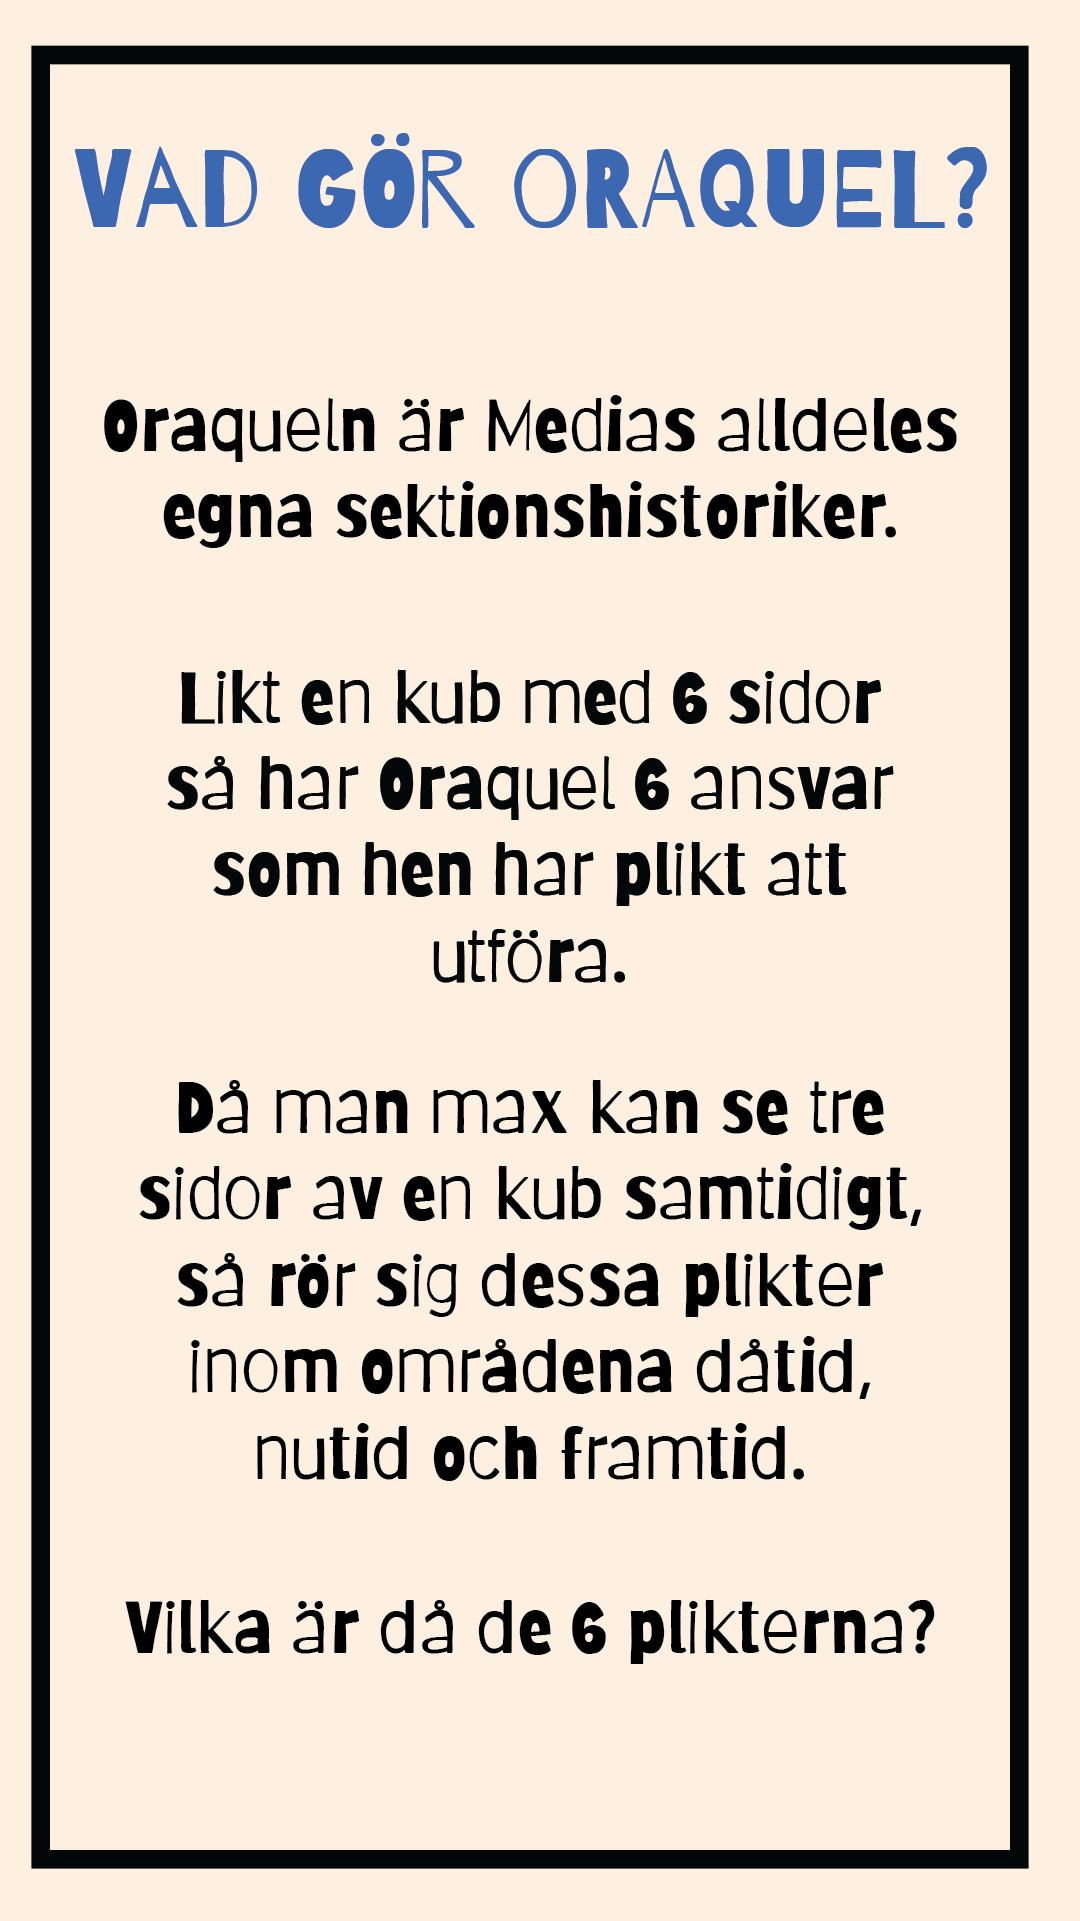 VAD GÖR ORAQUEL?
Oraqueln är Medias alldeles
egna sektionshistoriker.
Likt en kub med 6 sidor
så har Oraquel 6 ansvar
som hen har plikt att
utföra.
Då man max kan se tre
sidor av en kub samtidigt,
så rör sig dessa plikter
inom områdena dåtid,
nutid och framtid.
Vilka är då de 6 plikterna?